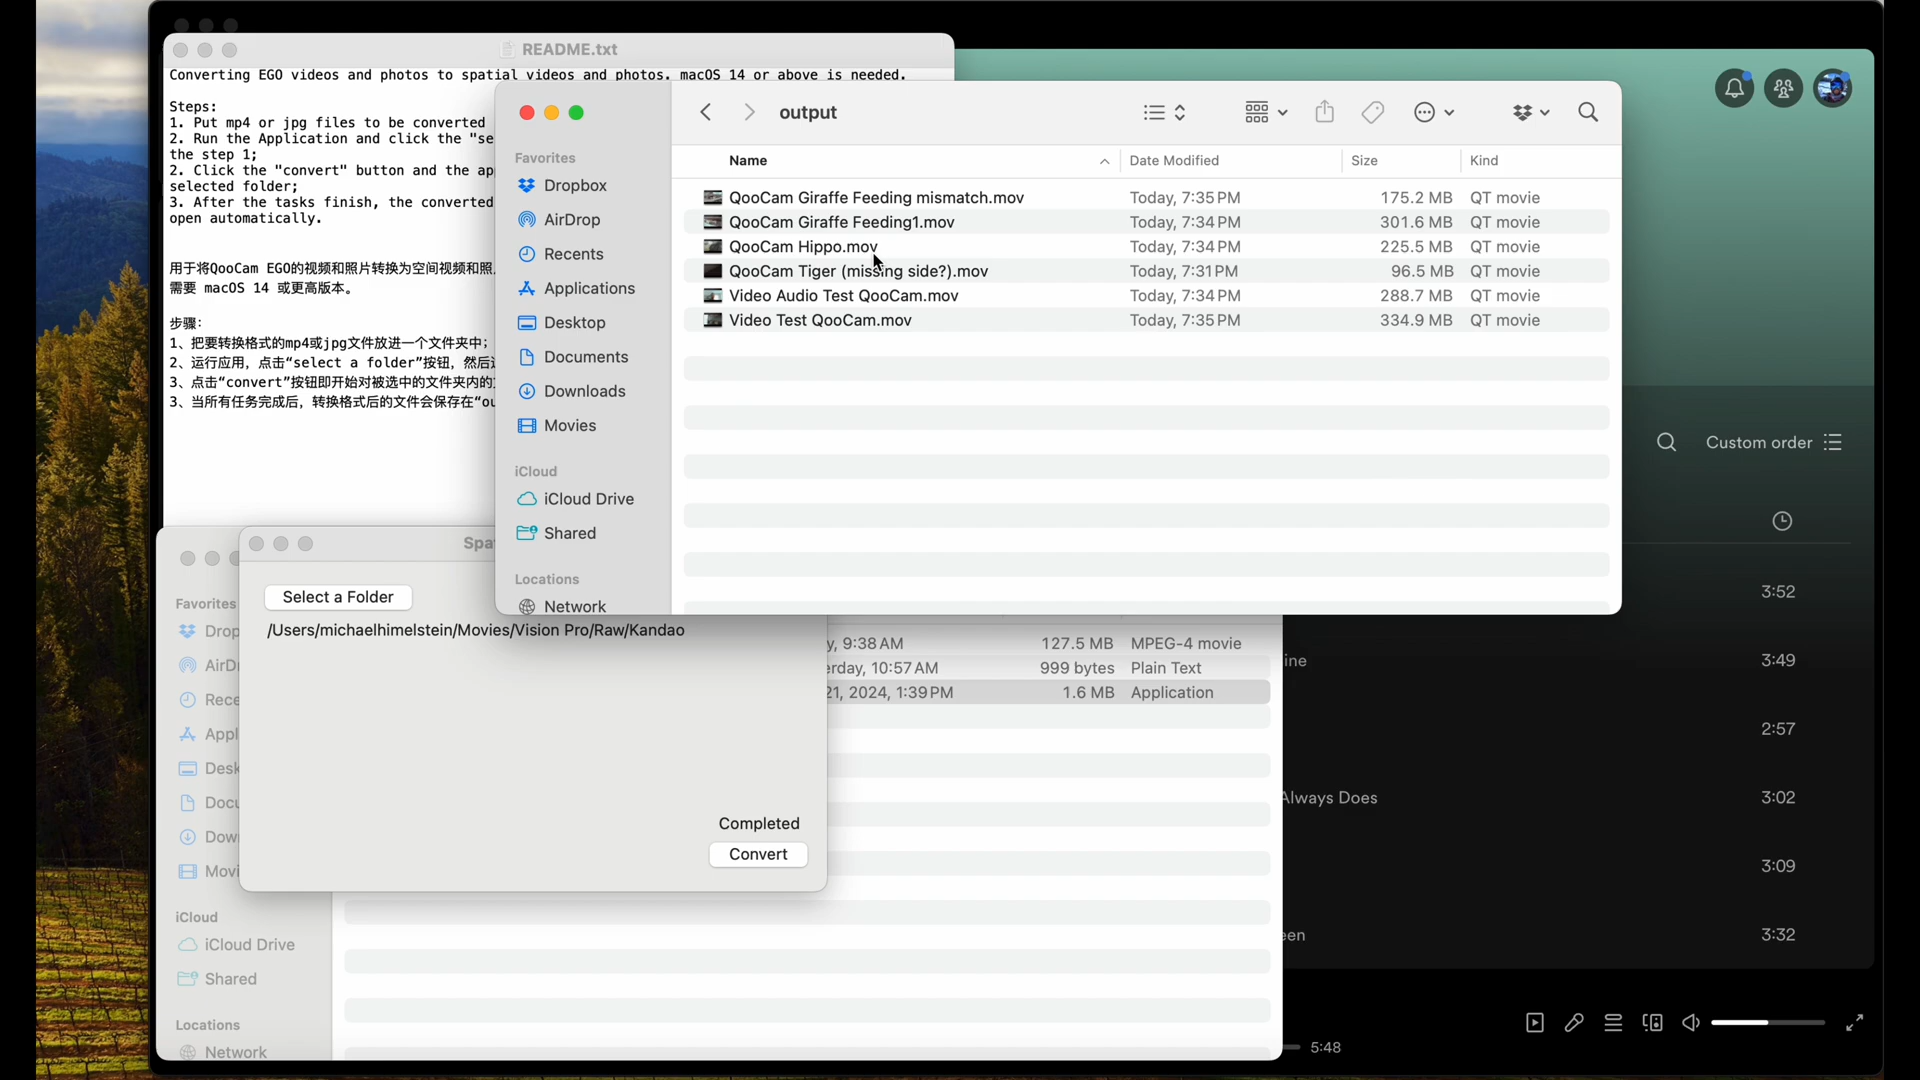 README.txt
Converting EGO videos and photos to spatial videos and photos. macOS 14 or above is needed.
Steps:
1. Put mp4 or jpg files to be converted
2. Run the Application and click the "se
the step 1;
2. Click the "convert" button and the ap
selected folder;
3. After the tasks finish, the converted
open automatically.
用于将QooCam EGO的视频和照片转换为空间视频和照
需要 macOS 14 或更高版本。
步骤:
1、把要转换格式的mp4或jpg文件放进一个文件夹中;
2、运行应用, 点击“select a folder”按钮, 然后
3、点击“convert”按钮即开始对被选中的文件夹内的
3、当所有任务完成后, 转换格式后的文件会保存在“ou
output
Name Date Modified Size Kind
QooCam Giraffe Feeding mismatch.mov Today, 7:35 PM 175.2 MB QT movie
QooCam Giraffe Feeding1.mov Today, 7:34 PM 301.6 MB QT movie
QooCam Hippo.mov Today, 7:34 PM 225.5 MB QT movie
QooCam Tiger (missing side?).mov Today, 7:31 PM 96.5 MB QT movie
Video Audio Test QooCam.mov Today, 7:34 PM 288.7 MB QT movie
Video Test QooCam.mov Today, 7:35 PM 334.9 MB QT movie
Favorites
Dropbox
AirDrop
Recents
Applications
Desktop
Documents
Downloads
Movies
iCloud
iCloud Drive
Shared
Locations
Network
Custom order
3:52
ine 3:49
2:57
Always Does 3:02
3:09
een 3:32
5:48
Spa
Select a Folder
/Users/michaelhimelstein/Movies/Vision Pro/Raw/Kandao
Completed
Convert
y, 9:38 AM 127.5 MB MPEG-4 movie
erday, 10:57 AM 999 bytes Plain Text
21, 2024, 1:39 PM 1.6 MB Application
Favorites
Drop
AirD
Rece
Appl
Desk
Docu
Dow
Movi
iCloud
iCloud Drive
Shared
Locations
Network